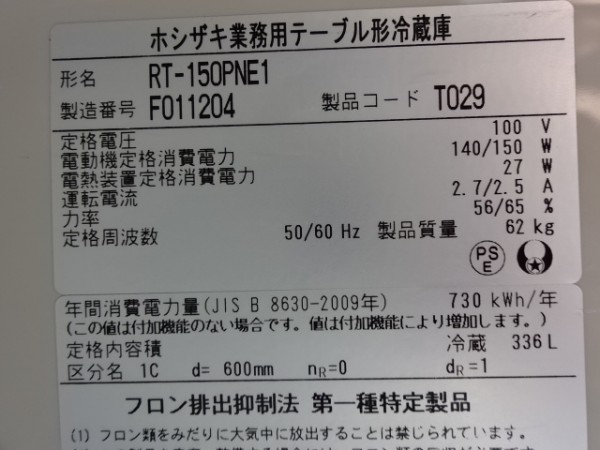 ホシザキ業務用テーブル形冷蔵庫
形名 RT-150PNE1
製造番号 F011204 製品コード T029
定格電圧 100 V
電動機定格消費電力 140/150 W
電熱装置定格消費電力 27 W
運転電流 2.7/2.5 A
力率 56/65 %
定格周波数 50/60 Hz 製品質量 62 kg
PS
E
年間消費電力量(JIS B 8630-2009年) 730 kWh/年
(この値は付加機能のない場合です。値は付加機能により増加します。)
定格内容積 冷蔵 336 L
区分名 1C d= 600mm nR=0 dR=1
フロン排出抑制法 第一種特定製品
(1) フロン類をみだりに大気中に放出することは禁じられています。